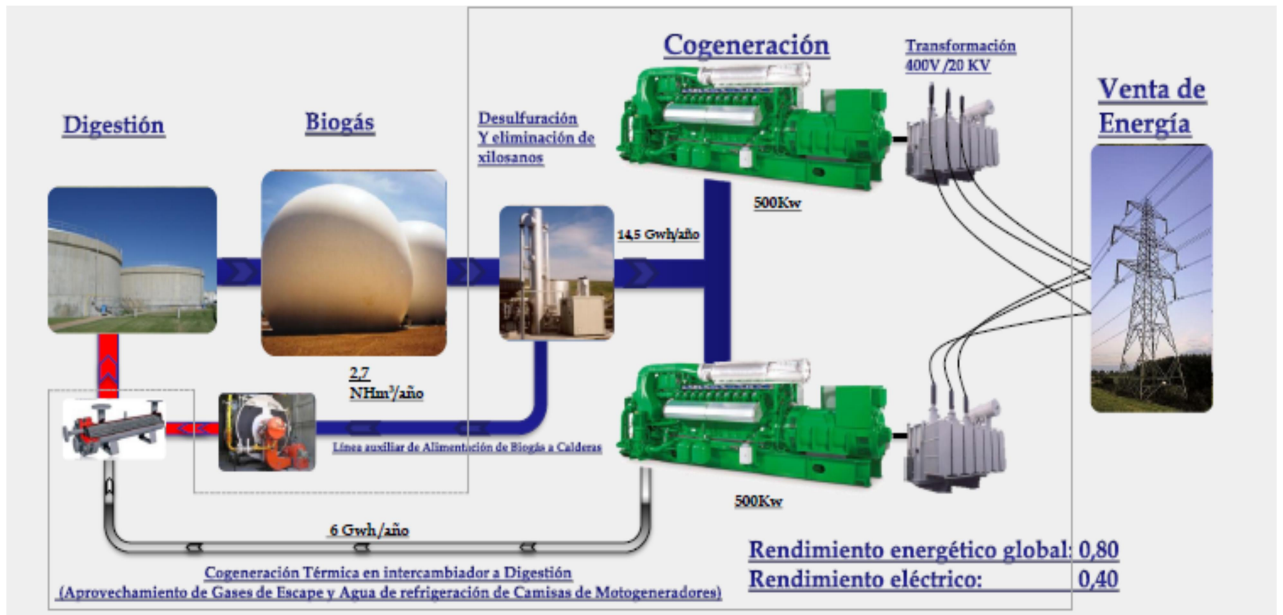 Cogeneración
Transformación
400V/20 KV
Venta de
Energía
Digestión
Biogás
Desulfuración
Y eliminación de
xilosanos
500Kw
14,5 Gwh/año
2,7
NHm³/año
Línea auxiliar de Alimentación de Biogás a Calderas
500Kw
6 Gwh/año
Rendimiento energético global: 0,80
Rendimiento eléctrico: 0,40
Cogeneración Térmica en intercambiador a Digestión
(Aprovechamiento de Gases de Escape y Agua de refrigeración de Camisas de Motogeneradores)